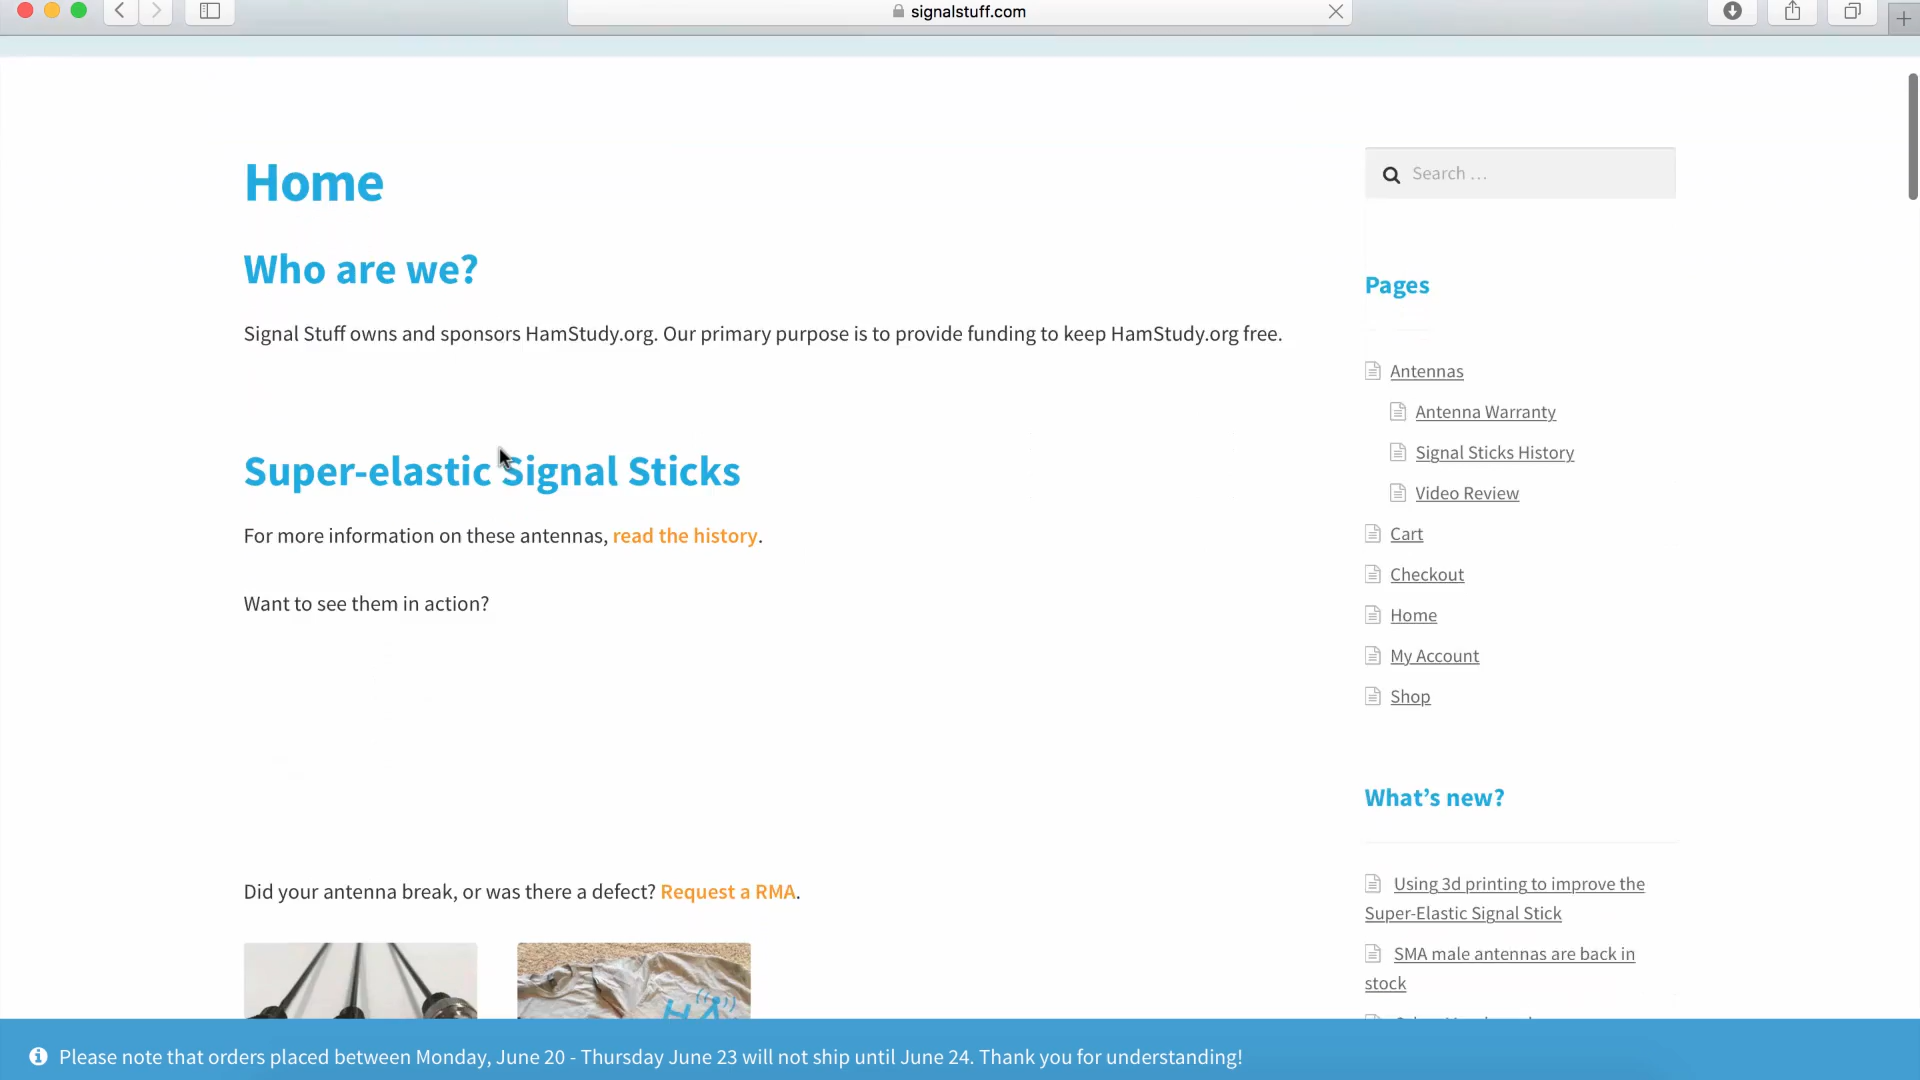 signalstuff.com
Home
Who are we?
Signal Stuff owns and sponsors HamStudy.org. Our primary purpose is to provide funding to keep HamStudy.org free.
Super-elastic Signal Sticks
For more information on these antennas, read the history.
Want to see them in action?
Did your antenna break, or was there a defect? Request a RMA.
Search …
Pages
Antennas
Antenna Warranty
Signal Sticks History
Video Review
Cart
Checkout
Home
My Account
Shop
What's new?
Using 3d printing to improve the
Super-Elastic Signal Stick
SMA male antennas are back in
stock
Please note that orders placed between Monday, June 20 - Thursday June 23 will not ship until June 24. Thank you for understanding!